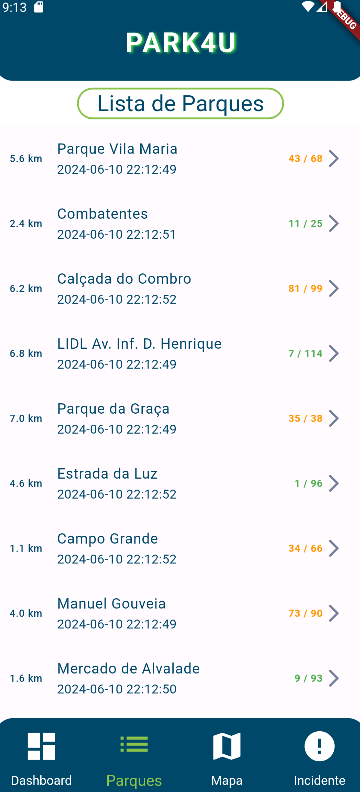 9:13
DEBUG
PARK4U
Lista de Parques
5.6 km Parque Vila Maria 43 / 68
2024-06-10 22:12:49
2.4 km Combatentes 11 / 25
2024-06-10 22:12:51
6.2 km Calçada do Combro 81 / 99
2024-06-10 22:12:52
6.8 km LIDL Av. Inf. D. Henrique 7 / 114
2024-06-10 22:12:49
7.0 km Parque da Graça 35 / 38
2024-06-10 22:12:49
4.6 km Estrada da Luz 1 / 96
2024-06-10 22:12:52
1.1 km Campo Grande 34 / 66
2024-06-10 22:12:52
4.0 km Manuel Gouveia 73 / 90
2024-06-10 22:12:49
1.6 km Mercado de Alvalade 9 / 93
2024-06-10 22:12:50
Dashboard Parques Mapa Incidente